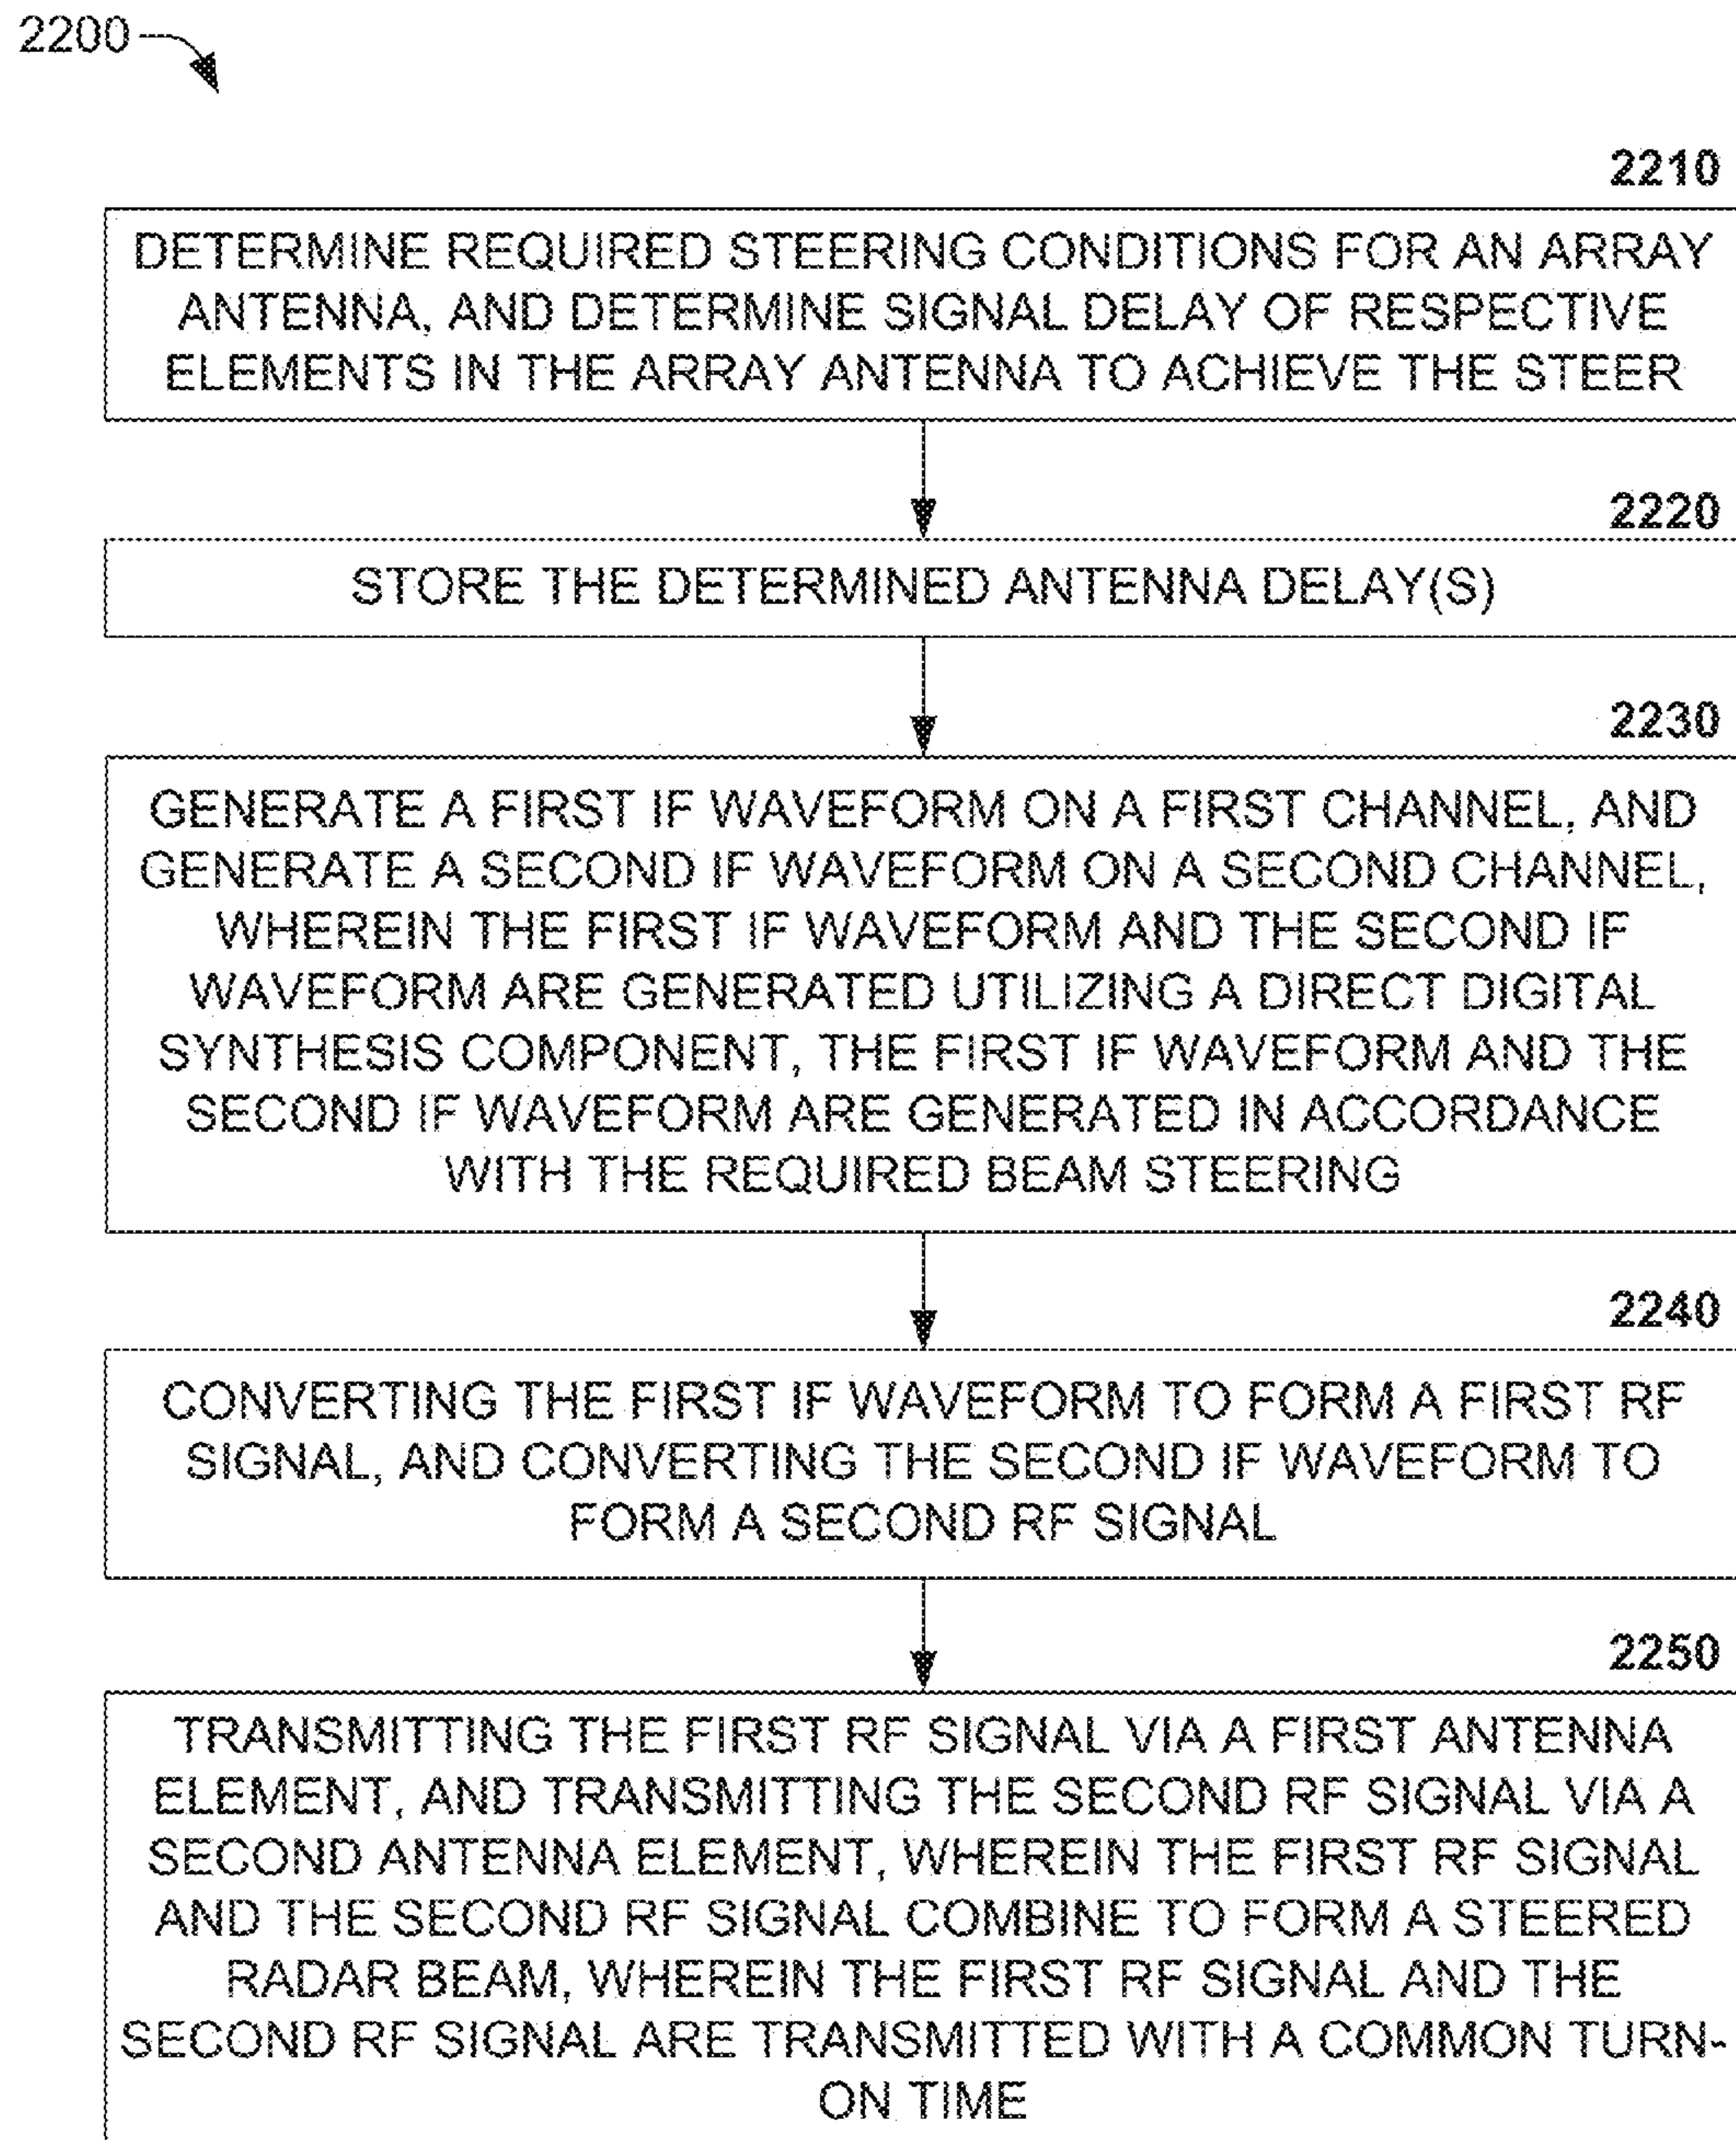 2200
2210
DETERMINE REQUIRED STEERING CONDITIONS FOR AN ARRAY
ANTENNA, AND DETERMINE SIGNAL DELAY OF RESPECTIVE
ELEMENTS IN THE ARRAY ANTENNA TO ACHIEVE THE STEER
2220
STORE THE DETERMINED ANTENNA DELAY(S)
2230
GENERATE A FIRST IF WAVEFORM ON A FIRST CHANNEL, AND
GENERATE A SECOND IF WAVEFORM ON A SECOND CHANNEL,
WHEREIN THE FIRST IF WAVEFORM AND THE SECOND IF
WAVEFORM ARE GENERATED UTILIZING A DIRECT DIGITAL
SYNTHESIS COMPONENT, THE FIRST IF WAVEFORM AND THE
SECOND IF WAVEFORM ARE GENERATED IN ACCORDANCE
WITH THE REQUIRED BEAM STEERING
2240
CONVERTING THE FIRST IF WAVEFORM TO FORM A FIRST RF
SIGNAL, AND CONVERTING THE SECOND IF WAVEFORM TO
FORM A SECOND RF SIGNAL
2250
TRANSMITTING THE FIRST RF SIGNAL VIA A FIRST ANTENNA
ELEMENT, AND TRANSMITTING THE SECOND RF SIGNAL VIA A
SECOND ANTENNA ELEMENT, WHEREIN THE FIRST RF SIGNAL
AND THE SECOND RF SIGNAL COMBINE TO FORM A STEERED
RADAR BEAM, WHEREIN THE FIRST RF SIGNAL AND THE
SECOND RF SIGNAL ARE TRANSMITTED WITH A COMMON TURN-
ON TIME